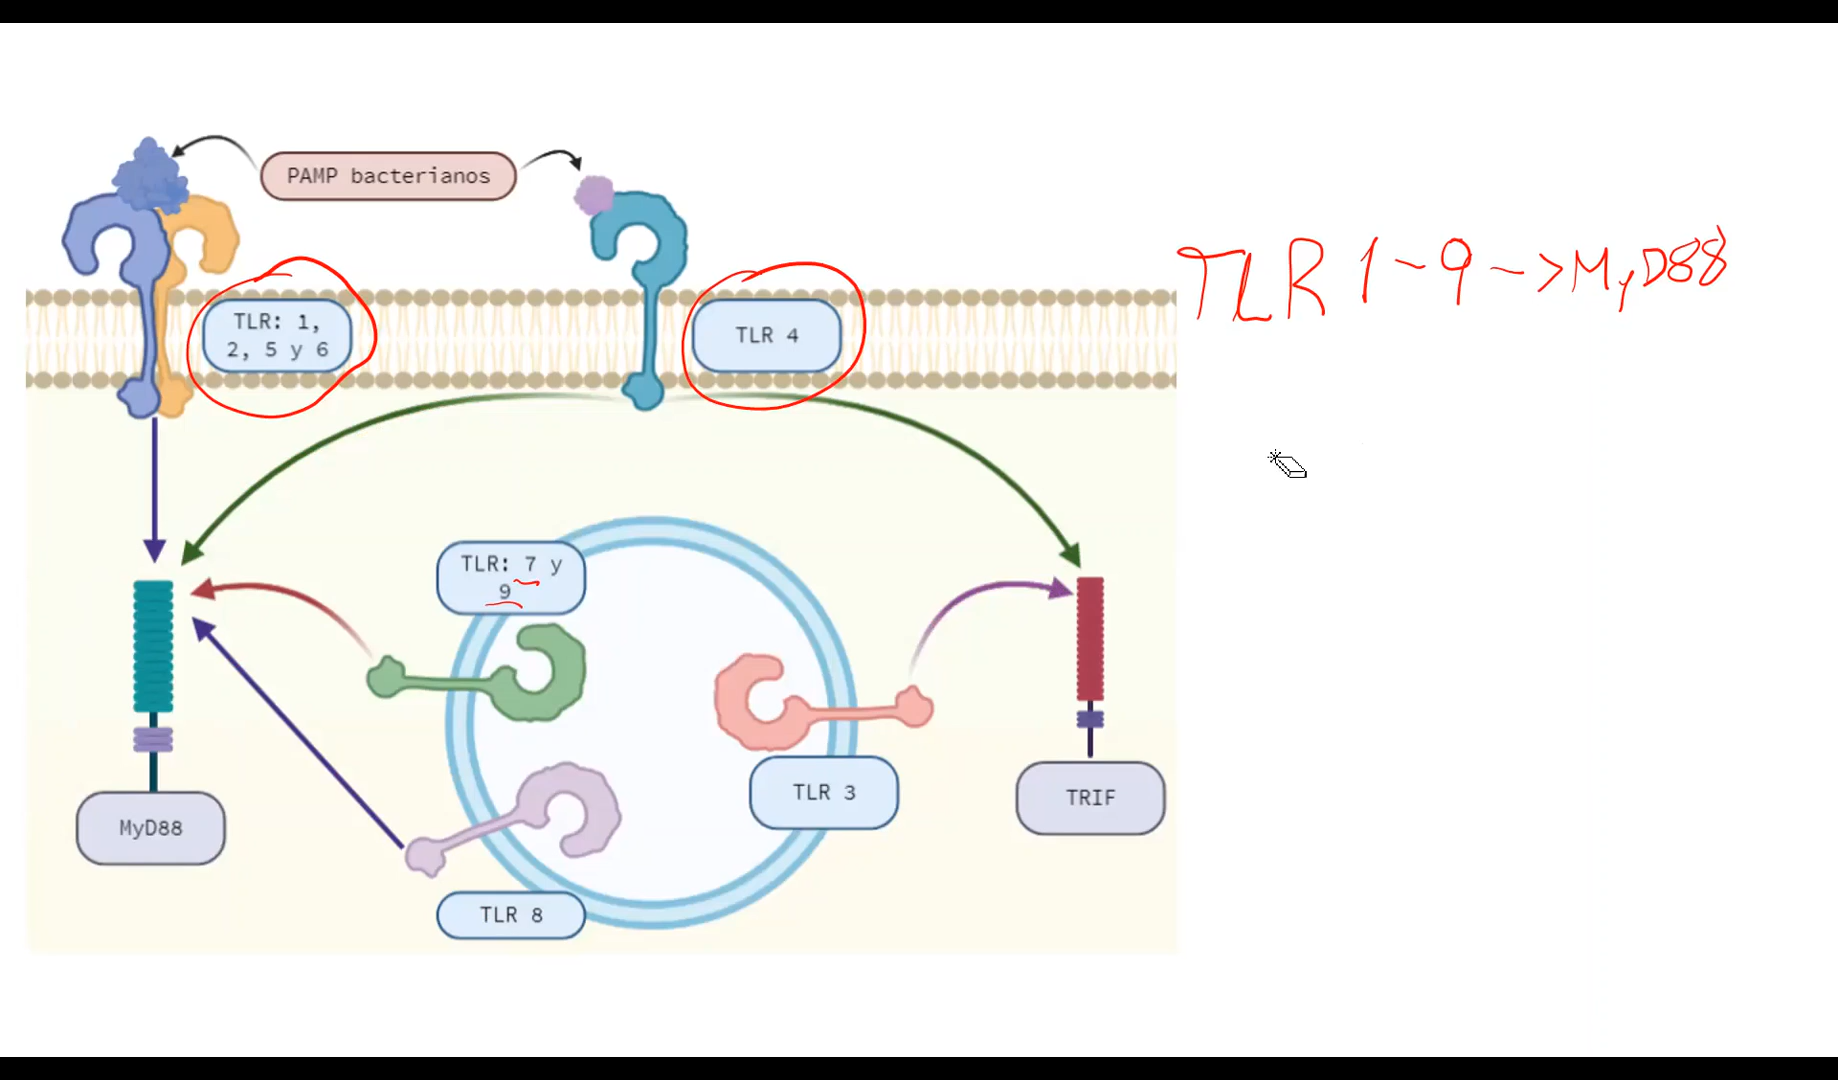 PAMP bacterianos
TLR: 1,
2, 5 y 6
TLR 4
TLR 1-9 -> MyD88
TLR: 7 y
9
TLR 3
TRIF
MyD88
TLR 8